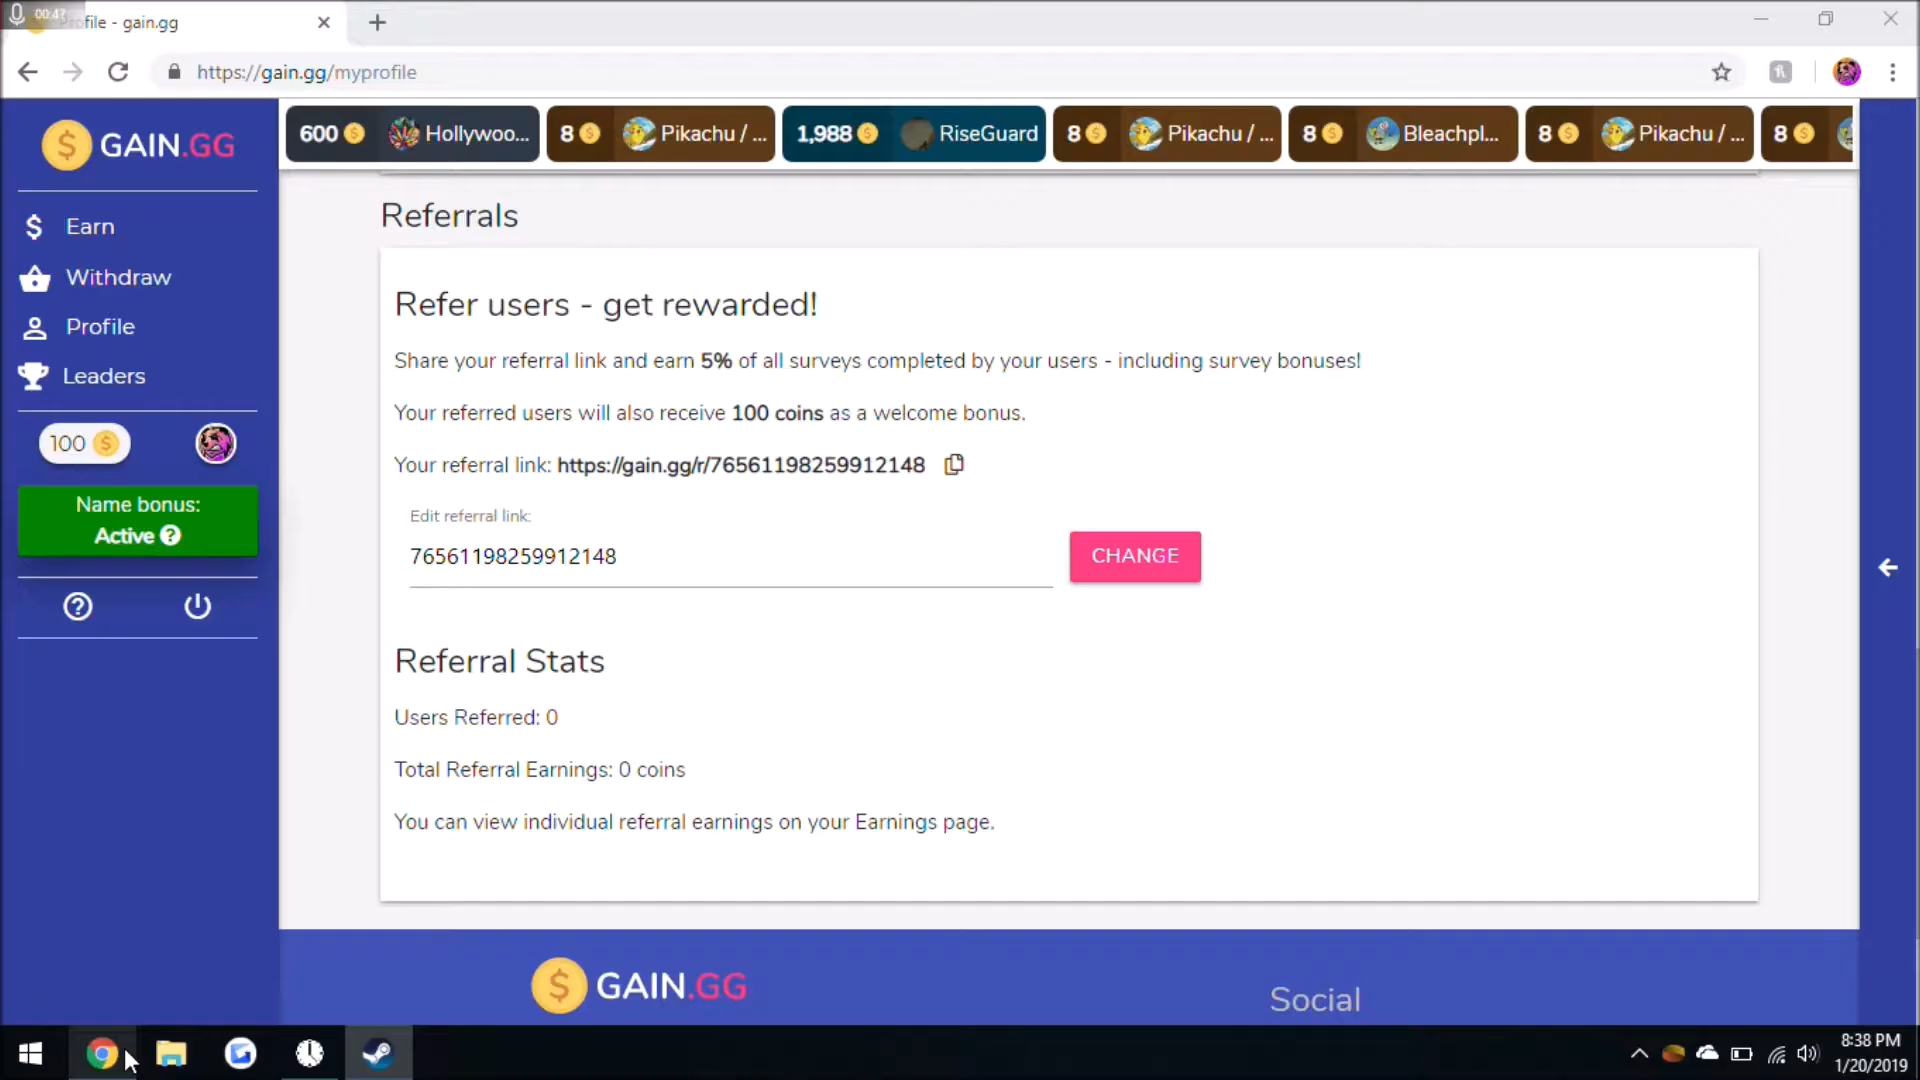 00:47
ofile - gain.gg
https://gain.gg/myprofile
GAIN.GG
600 Hollywoo...
8 Pikachu / ...
1,988 RiseGuard
8 Pikachu / ...
8 Bleachpl...
8 Pikachu / ...
8
Earn
Withdraw
Profile
Leaders
100
Name bonus:
Active
Referrals
Refer users - get rewarded!
Share your referral link and earn 5% of all surveys completed by your users - including survey bonuses!
Your referred users will also receive 100 coins as a welcome bonus.
Your referral link: https://gain.gg/r/76561198259912148
Edit referral link:
76561198259912148
CHANGE
Referral Stats
Users Referred: 0
Total Referral Earnings: 0 coins
You can view individual referral earnings on your Earnings page.
GAIN.GG
Social
8:38 PM
1/20/2019